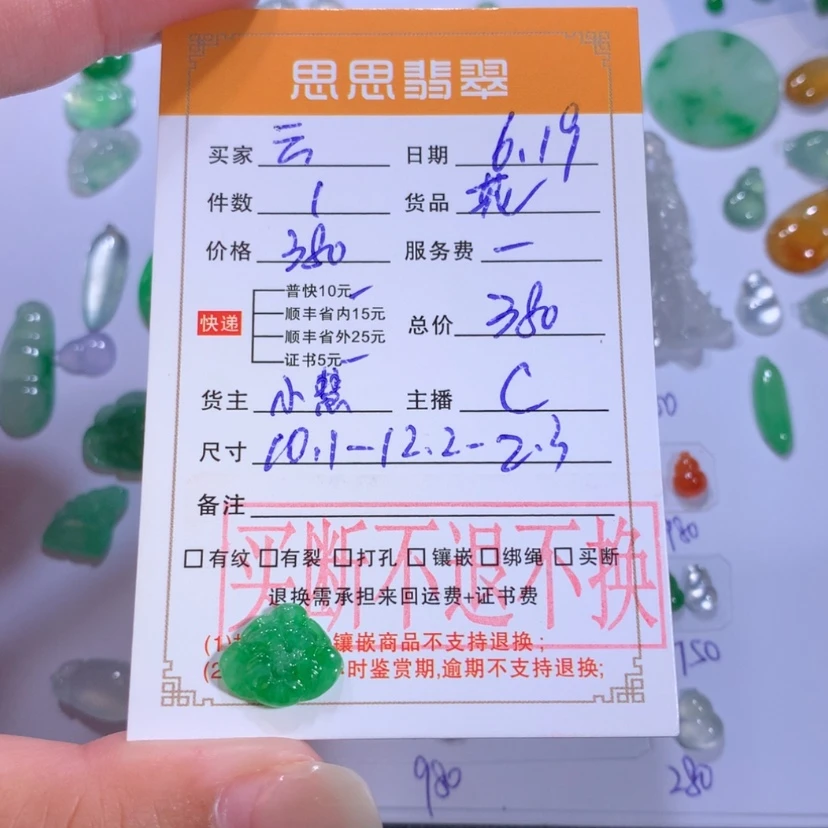 思思翡翠
买家 云 日期 6.19
件数 1 货品 花
价格 380 服务费 一
快递
普快10元✓
顺丰省内15元
顺丰省外25元
证书5元
总价 380
货主 小慧 主播 C
尺寸 10.1-12.2-2.3
备注
买断不退不换
□有纹 □有裂 □打孔 □镶嵌 □绑绳 □买断
退换需承担来回运费+证书费
(1) 镶嵌商品不支持退换;
(2 时鉴赏期,逾期不支持退换;
980
750
980
280